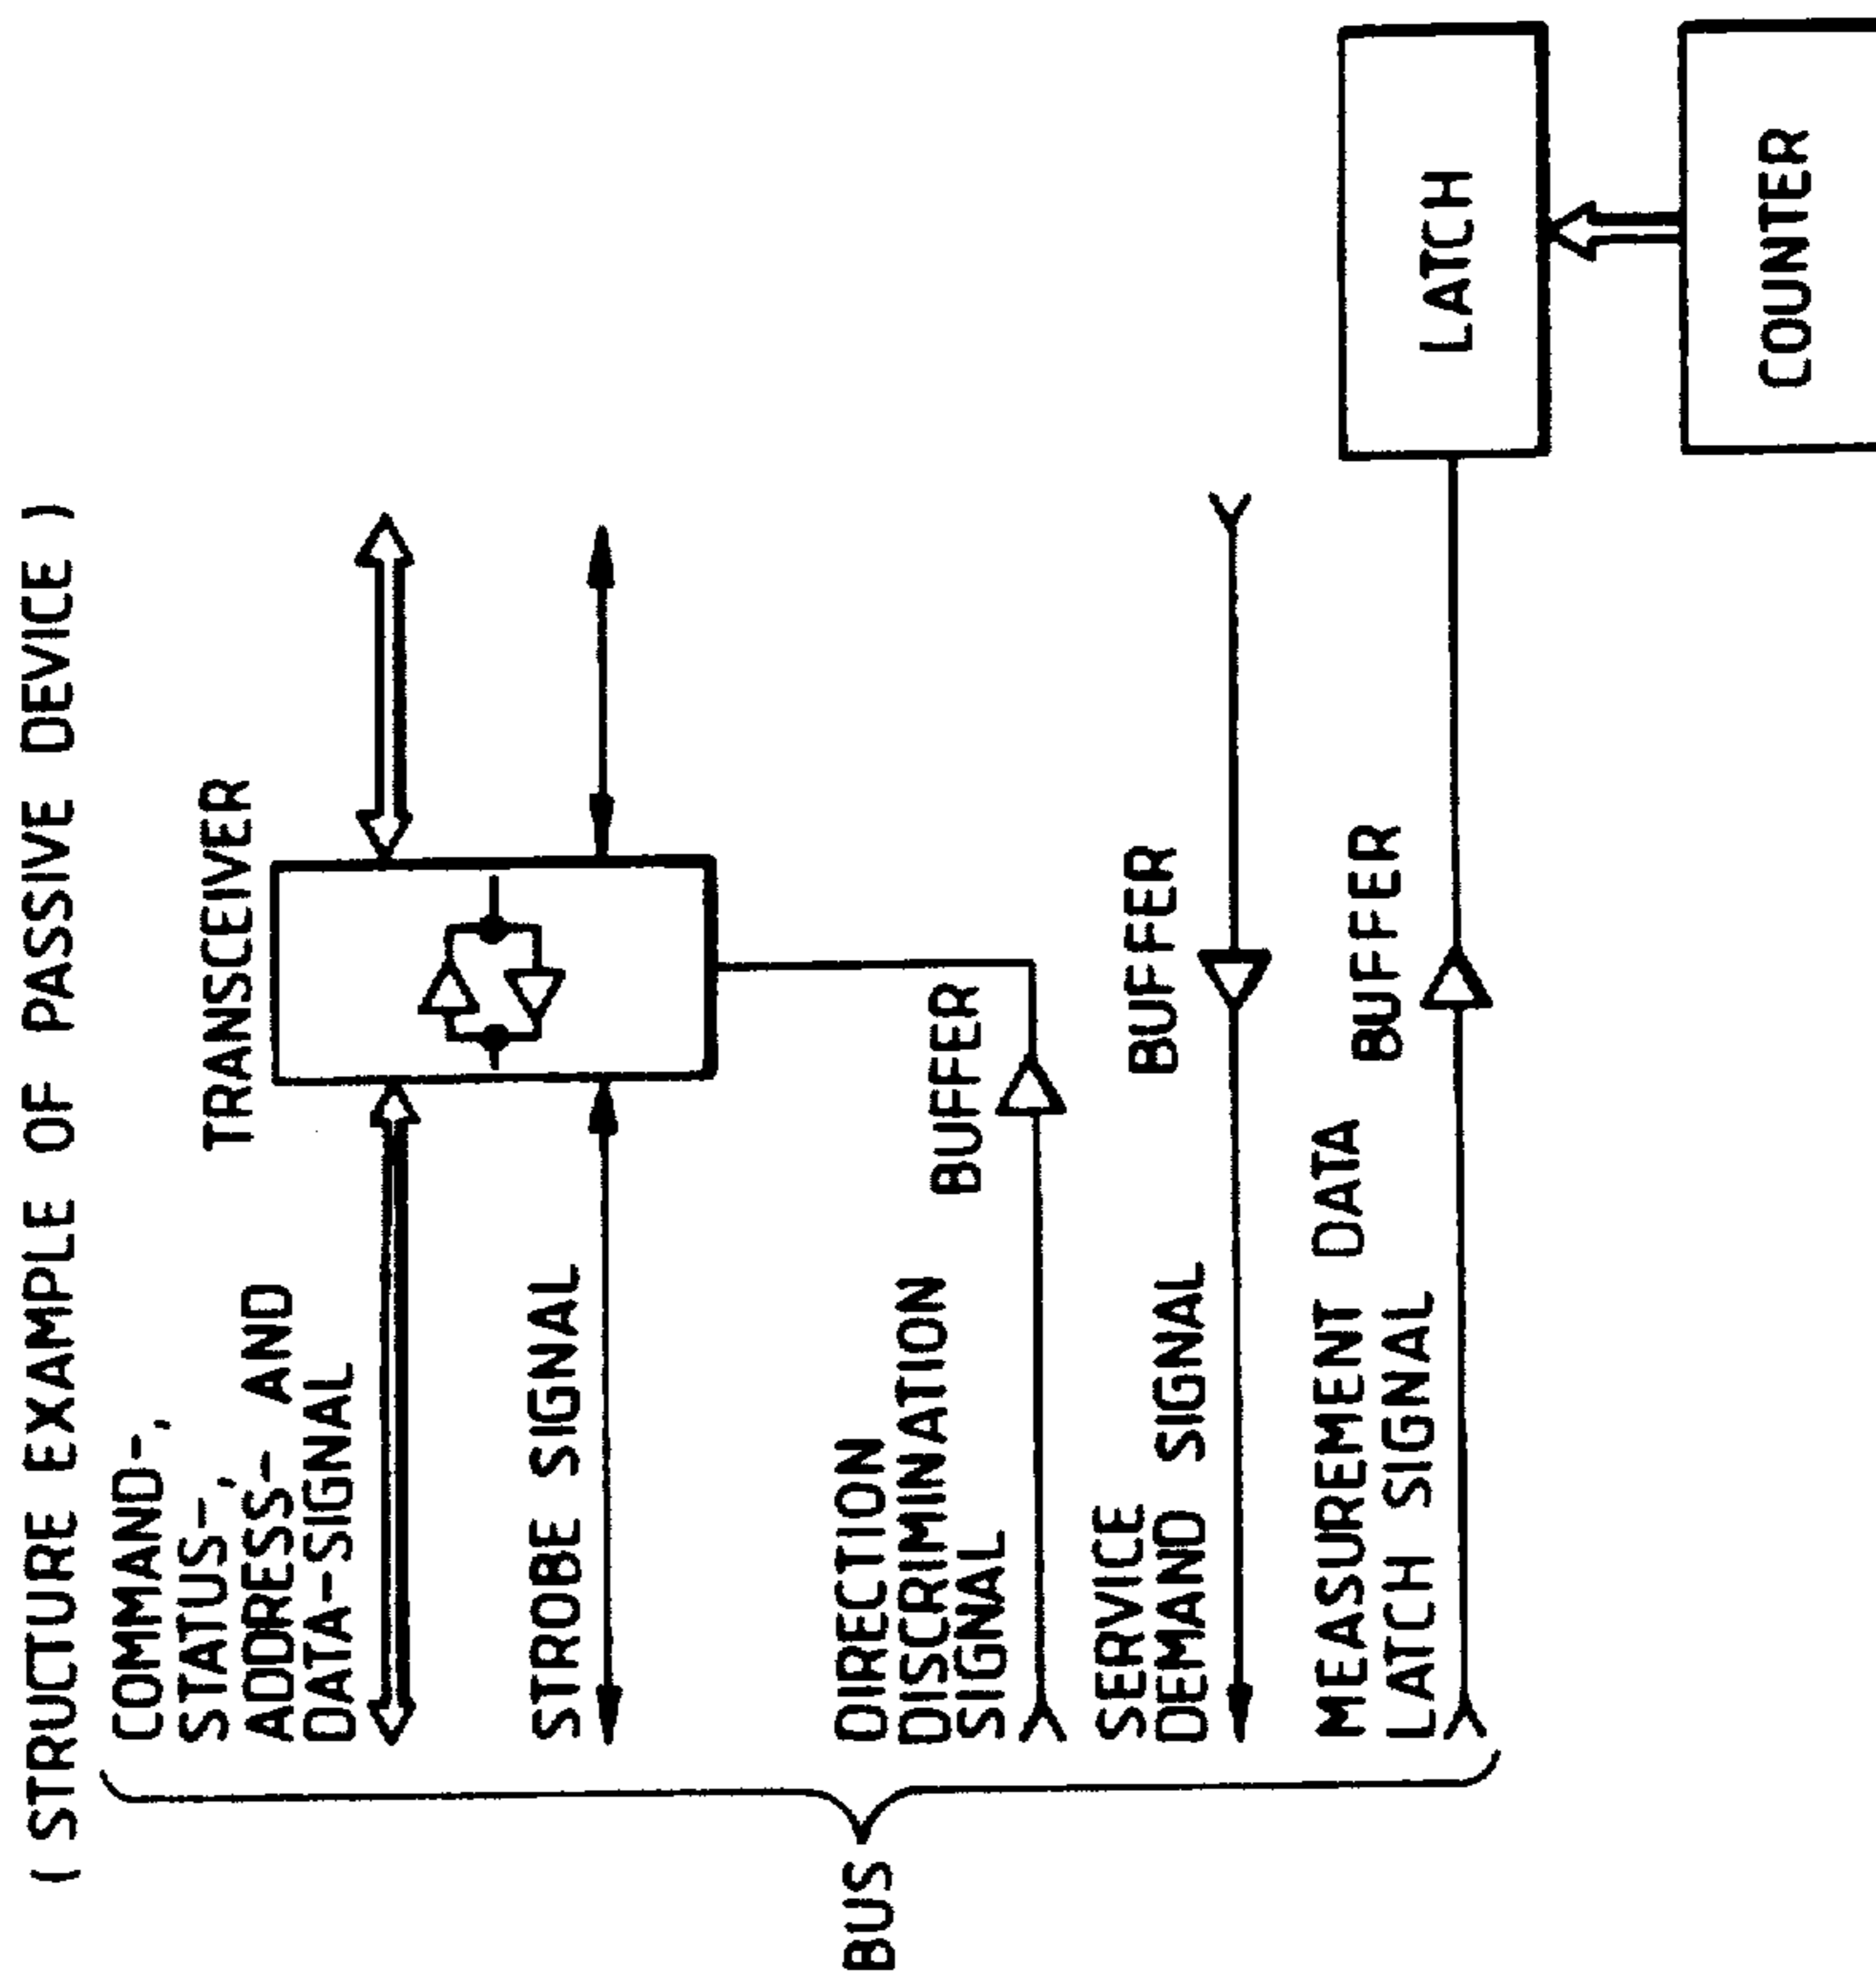 ( STRUCTURE EXAMPLE OF PASSIVE DEVICE )
TRANSCEIVER
COMMAND-,
STATUS-,
ADDRESS- AND
DATA-SIGNAL
STROBE SIGNAL
BUS
DIRECTION
DISCRIMINATION
SIGNAL
BUFFER
SERVICE
DEMAND SIGNAL
BUFFER
MEASUREMENT DATA
LATCH SIGNAL
BUFFER
LATCH
COUNTER